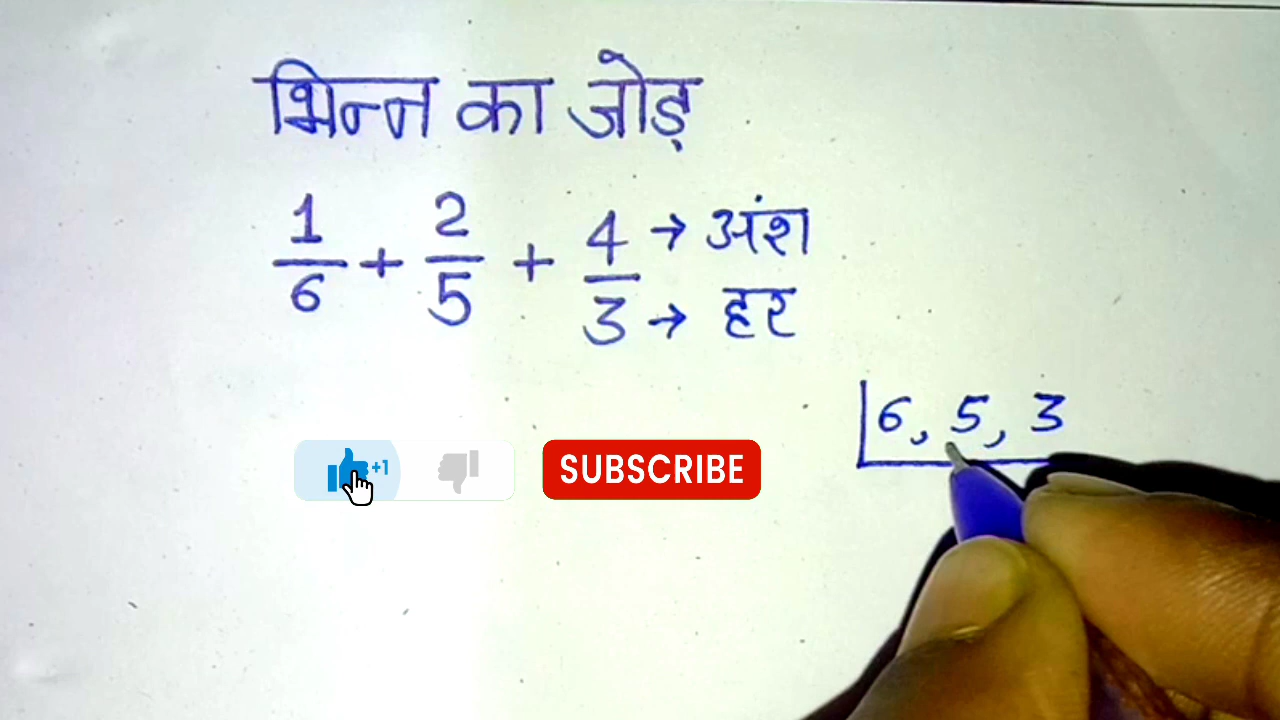 भिन्न का जोड़
1/6 + 2/5 + 4/3 → अंश
→ हर
6, 5, 3
+1
SUBSCRIBE